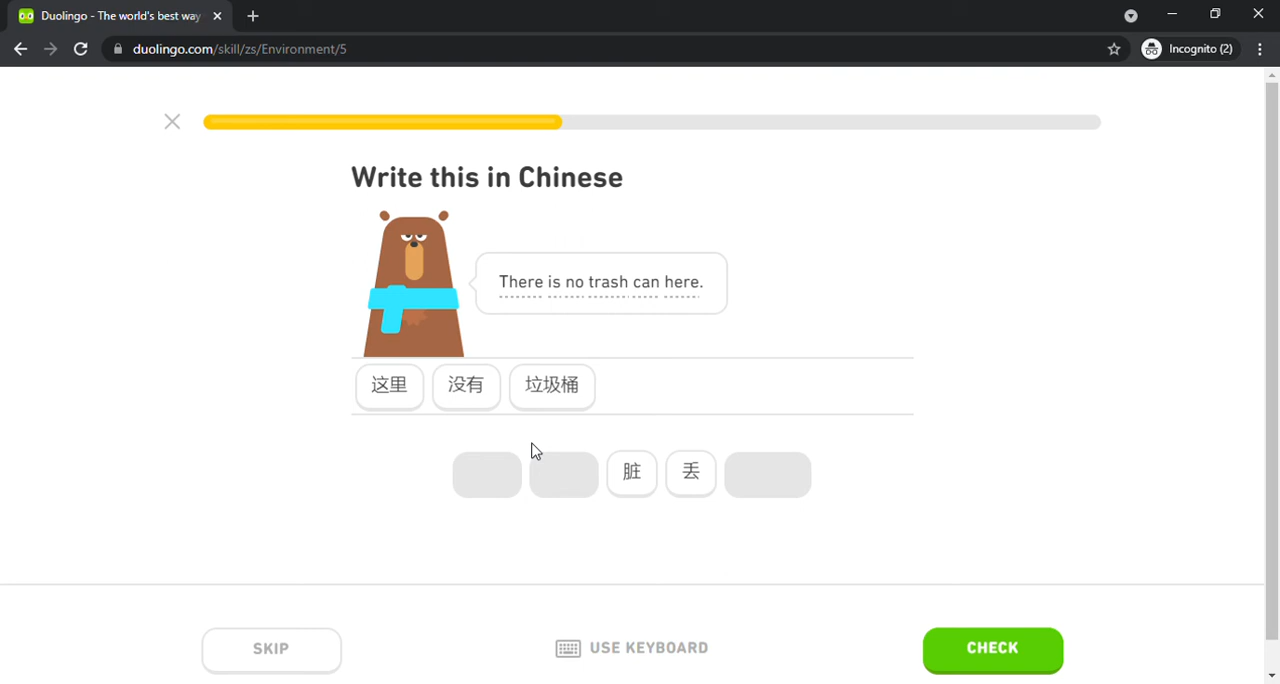 Duolingo - The world's best way
duolingo.com/skill/zs/Environment/5
Incognito (2)
Write this in Chinese
There is no trash can here.
这里 没有 垃圾桶
脏 丢
SKIP
USE KEYBOARD
CHECK